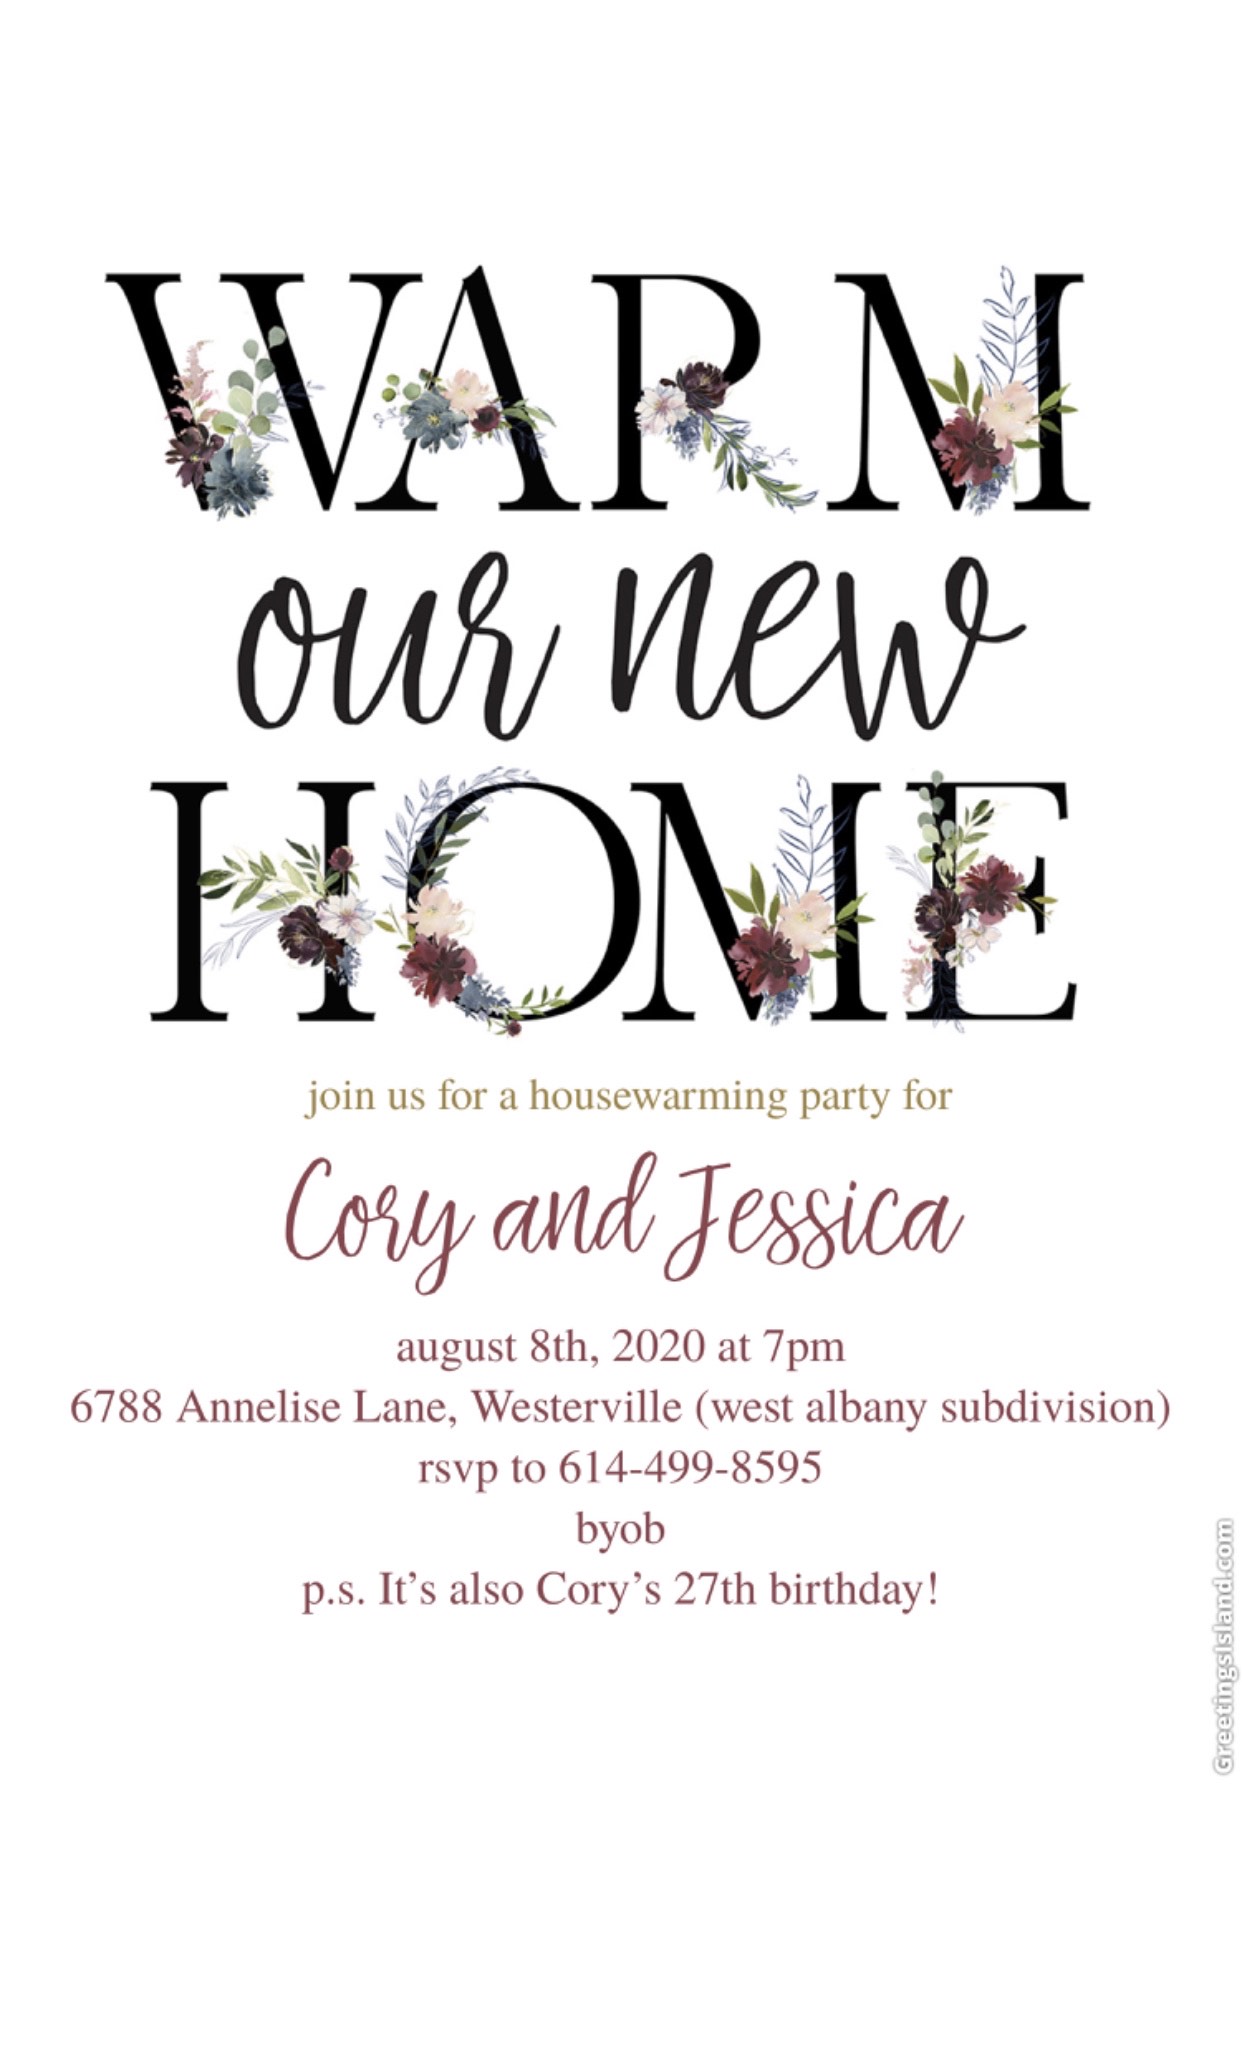 WARM
our new
HOME
join us for a housewarming party for
Cory and Jessica
august 8th, 2020 at 7pm
6788 Annelise Lane, Westerville (west albany subdivision)
rsvp to 614-499-8595
byob
p.s. It’s also Cory’s 27th birthday!
GreetingsIsland.com